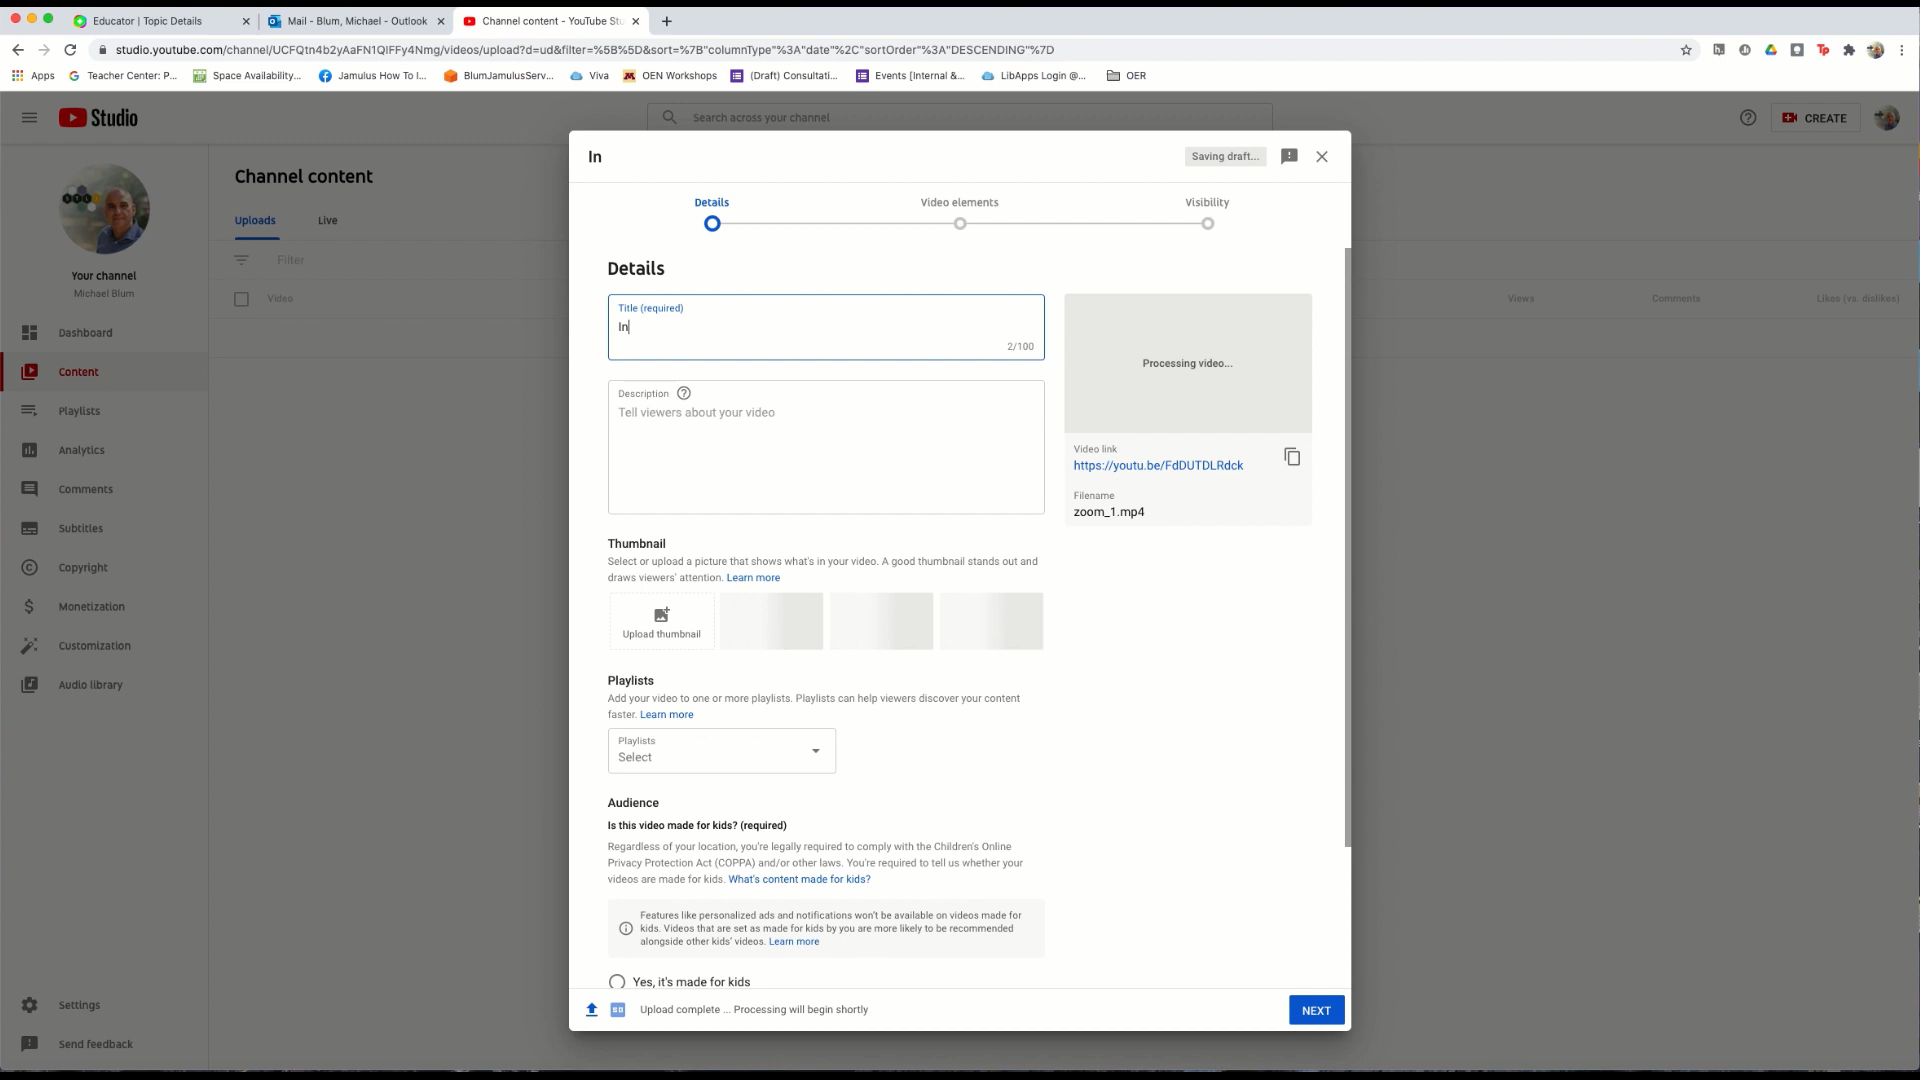 Educator | Topic Details
Mail - Blum, Michael - Outlook
Channel content - YouTube Stu
studio.youtube.com/channel/UCFQtn4b2yAaFN1QIFFy4Nmg/videos/upload?d=ud&filter=%5B%5D&sort=%7B"columnType"%3A"date"%2C"sortOrder"%3A"DESCENDING"%7D
Apps
Teacher Center: P...
Space Availability...
Jamulus How To I...
BlumJamulusServ...
Viva
OEN Workshops
(Draft) Consultati...
Events [Internal &...
LibApps Login @...
OER
Studio
Search across your channel
CREATE
Your channel
Michael Blum
Dashboard
Content
Playlists
Analytics
Comments
Subtitles
Copyright
Monetization
Customization
Audio library
Settings
Send feedback
Channel content
Uploads
Live
Filter
Video
Views
Comments
Likes (vs. dislikes)
In
Saving draft...
Details
Video elements
Visibility
Details
Title (required)
In
2/100
Description
Tell viewers about your video
Processing video...
Video link
https://youtu.be/FdDUTDLRdck
Filename
zoom_1.mp4
Thumbnail
Select or upload a picture that shows what's in your video. A good thumbnail stands out and
draws viewers' attention. Learn more
Upload thumbnail
Playlists
Add your video to one or more playlists. Playlists can help viewers discover your content
faster. Learn more
Playlists
Select
Audience
Is this video made for kids? (required)
Regardless of your location, you're legally required to comply with the Children's Online
Privacy Protection Act (COPPA) and/or other laws. You're required to tell us whether your
videos are made for kids. What's content made for kids?
Features like personalized ads and notifications won't be available on videos made for
kids. Videos that are set as made for kids by you are more likely to be recommended
alongside other kids' videos. Learn more
Yes, it's made for kids
SD
Upload complete ... Processing will begin shortly
NEXT